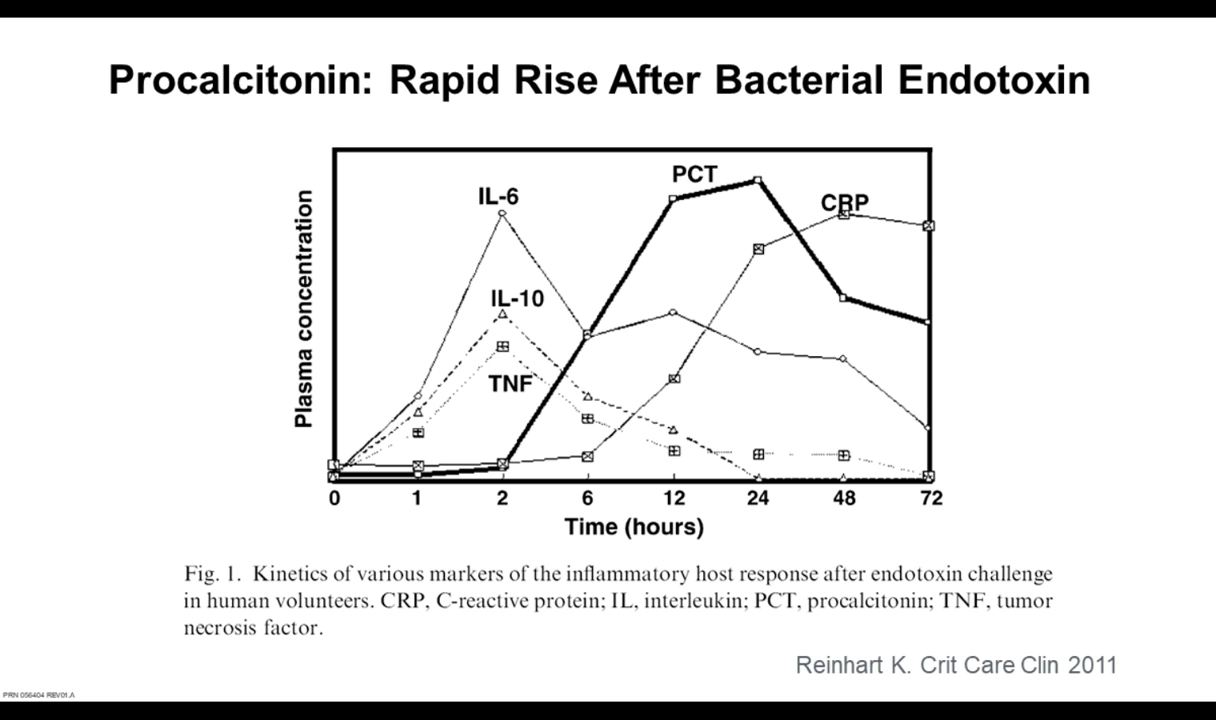 Procalcitonin: Rapid Rise After Bacterial Endotoxin
PCT
IL-6
CRP
IL-10
TNF
Plasma concentration
0 1 2 6 12 24 48 72
Time (hours)
Fig. 1. Kinetics of various markers of the inflammatory host response after endotoxin challenge
in human volunteers. CRP, C-reactive protein; IL, interleukin; PCT, procalcitonin; TNF, tumor
necrosis factor.
Reinhart K. Crit Care Clin 2011
PRN 056404 REV01.A